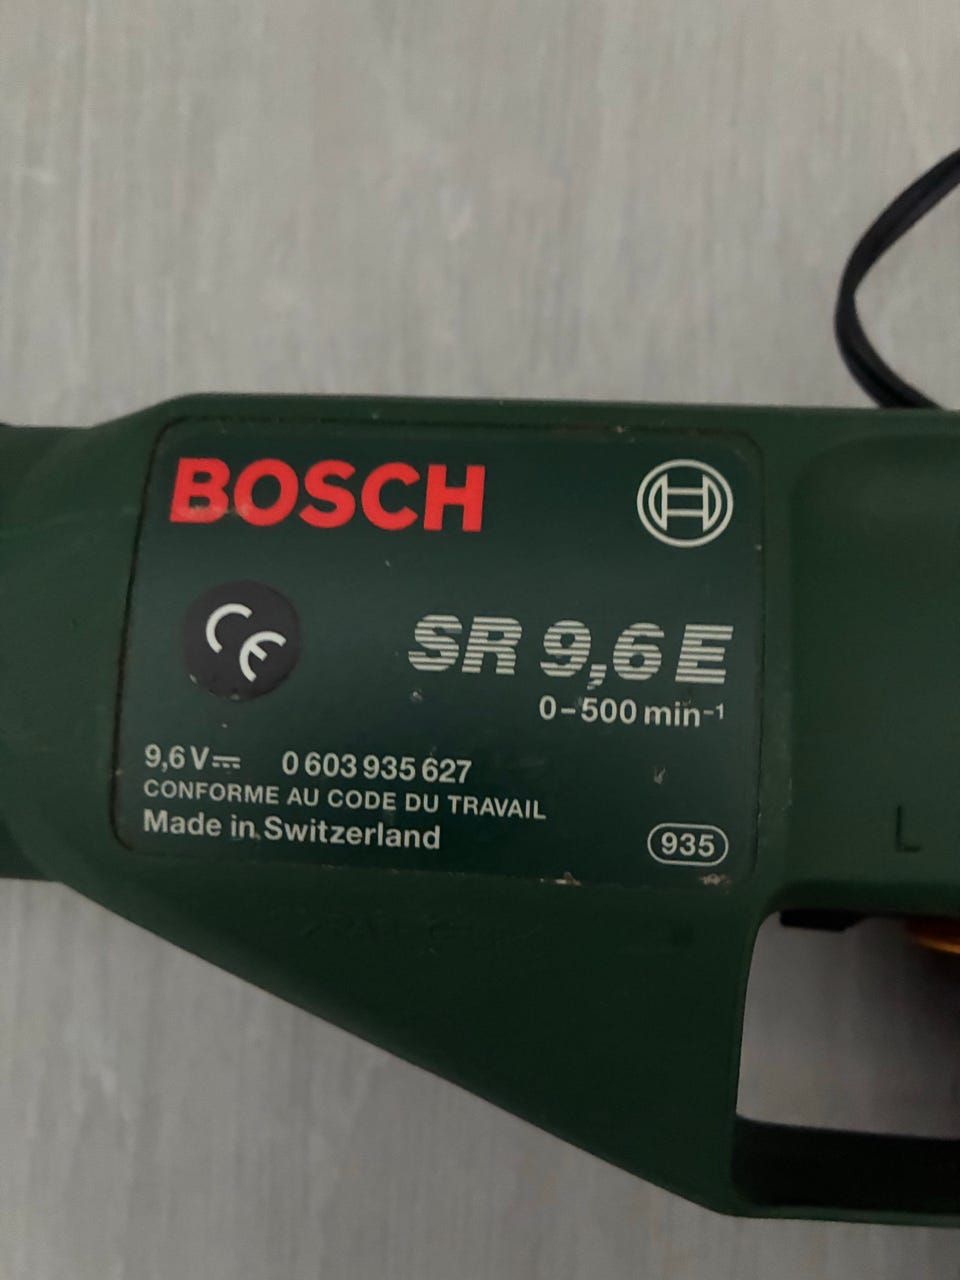 BOSCH
CE
SR 9,6 E
0-500 min⁻¹
9,6 V⎓ 0 603 935 627
CONFORME AU CODE DU TRAVAIL
Made in Switzerland
935
L